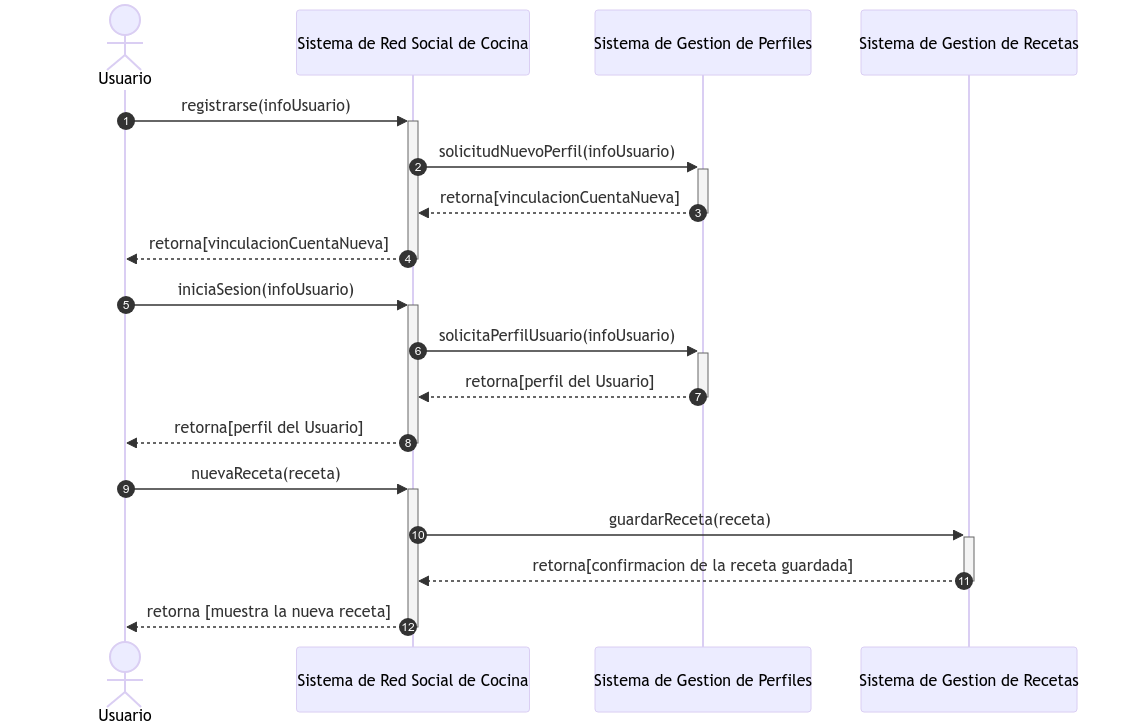 Sistema de Red Social de Cocina
Sistema de Gestion de Perfiles
Sistema de Gestion de Recetas
Usuario
registrarse(infoUsuario)
1
solicitudNuevoPerfil(infoUsuario)
2
retorna[vinculacionCuentaNueva]
3
retorna[vinculacionCuentaNueva]
4
iniciaSesion(infoUsuario)
5
solicitaPerfilUsuario(infoUsuario)
6
retorna[perfil del Usuario]
7
retorna[perfil del Usuario]
8
nuevaReceta(receta)
9
guardarReceta(receta)
10
retorna[confirmacion de la receta guardada]
11
retorna [muestra la nueva receta]
12
Sistema de Red Social de Cocina
Sistema de Gestion de Perfiles
Sistema de Gestion de Recetas
Usuario